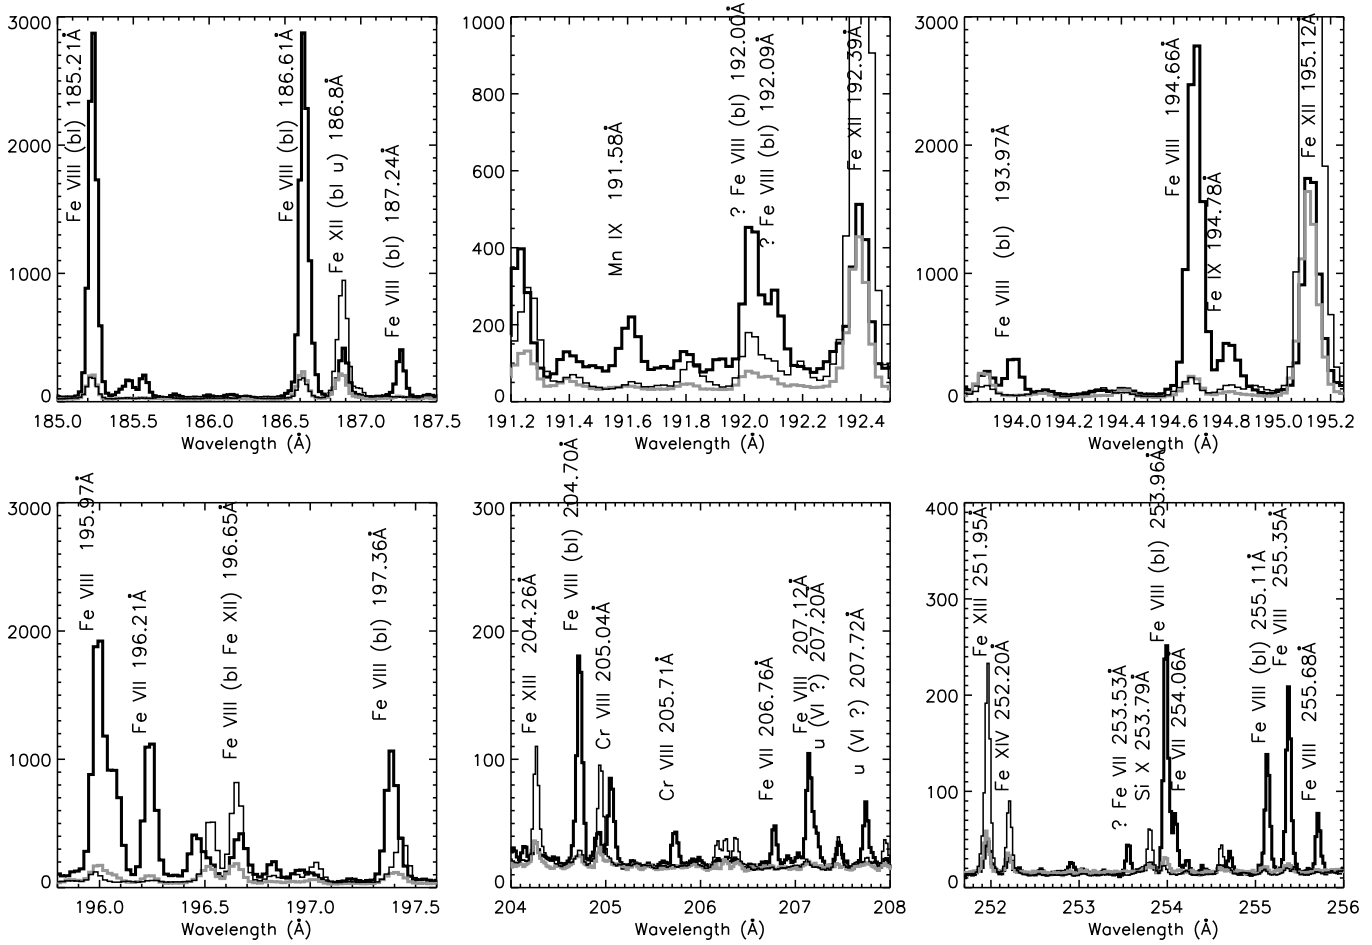 3000
2000
1000
0
Fe VIII (bl) 185.21Å
Fe VIII (bl) 186.61Å
Fe XII (bl u) 186.8Å
Fe VIII (bl) 187.24Å
185.0 185.5 186.0 186.5 187.0 187.5
Wavelength (Å)
1000
800
600
400
200
0
Mn IX 191.58Å
? Fe VIII (bl) 192.00Å
? Fe VIII (bl) 192.09Å
Fe XII 192.39Å
191.2 191.4 191.6 191.8 192.0 192.2 192.4
Wavelength (Å)
3000
2000
1000
0
Fe VIII (bl) 193.97Å
Fe VIII 194.66Å
Fe IX 194.78Å
Fe XII 195.12Å
194.0 194.2 194.4 194.6 194.8 195.0 195.2
Wavelength (Å)
3000
2000
1000
0
Fe VIII 195.97Å
Fe VII 196.21Å
Fe VIII (bl Fe XII) 196.65Å
Fe VIII (bl) 197.36Å
196.0 196.5 197.0 197.5
Wavelength (Å)
300
200
100
0
Fe XIII 204.26Å
Fe VIII (bl) 204.70Å
Cr VIII 205.04Å
Cr VIII 205.71Å
Fe VII 206.76Å
Fe VIII 207.12Å
u (VI ?) 207.20Å
u (VI ?) 207.72Å
204 205 206 207 208
Wavelength (Å)
400
300
200
100
0
Fe XIII 251.95Å
Fe XIV 252.20Å
? Fe VII 253.53Å
Si X 253.79Å
Fe VIII (bl) 253.96Å
Fe VII 254.06Å
Fe VIII (bl) 255.11Å
Fe VIII 255.35Å
Fe VIII 255.68Å
252 253 254 255 256
Wavelength (Å)